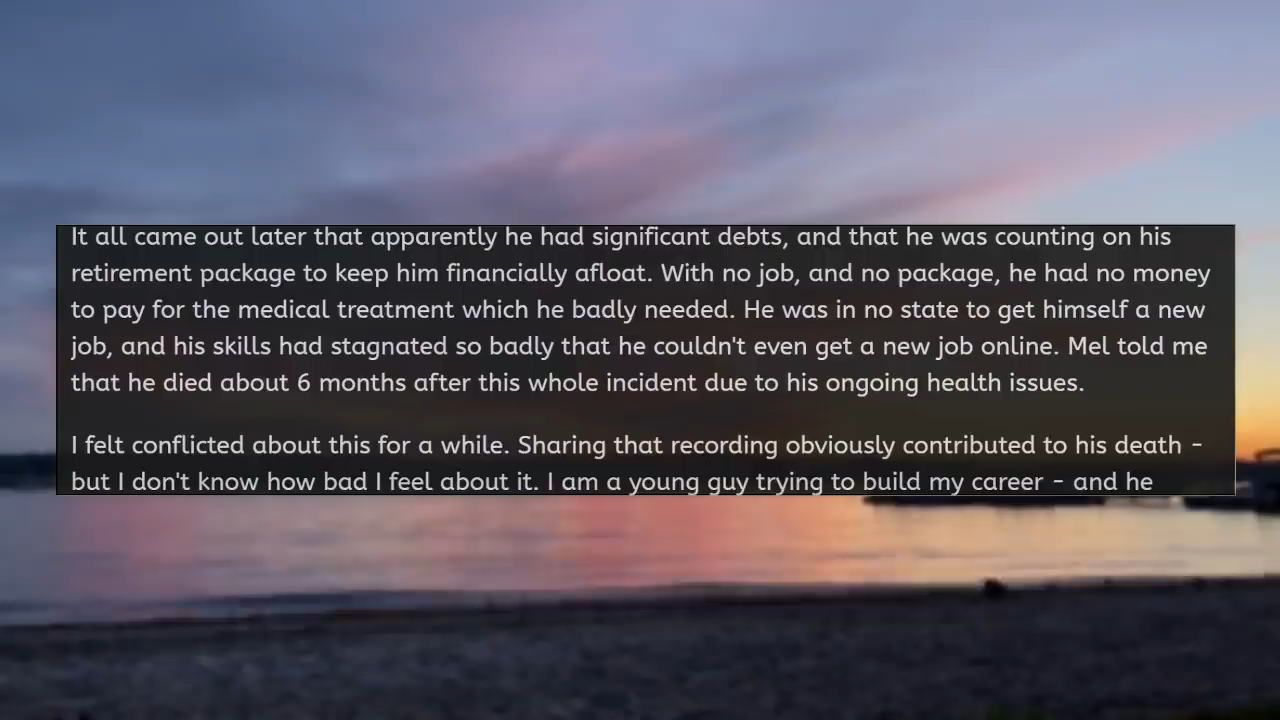 It all came out later that apparently he had significant debts, and that he was counting on his
retirement package to keep him financially afloat. With no job, and no package, he had no money
to pay for the medical treatment which he badly needed. He was in no state to get himself a new
job, and his skills had stagnated so badly that he couldn't even get a new job online. Mel told me
that he died about 6 months after this whole incident due to his ongoing health issues.
I felt conflicted about this for a while. Sharing that recording obviously contributed to his death -
but I don't know how bad I feel about it. I am a young guy trying to build my career - and he